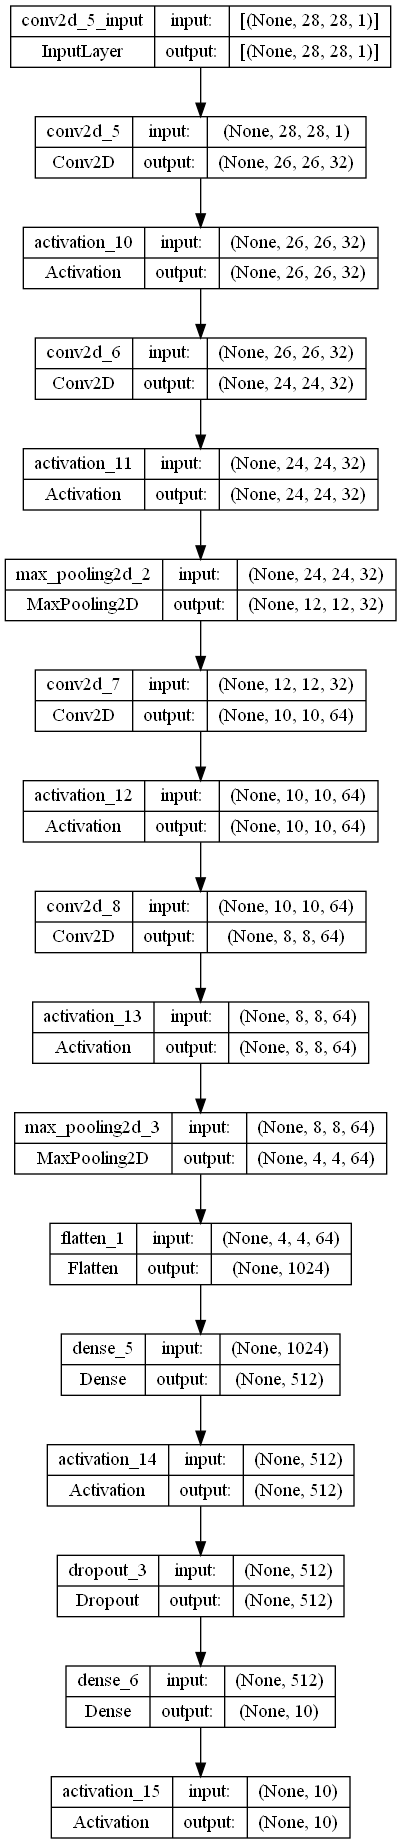 conv2d_5_input input: [(None, 28, 28, 1)]
InputLayer output: [(None, 28, 28, 1)]
conv2d_5 input: (None, 28, 28, 1)
Conv2D output: (None, 26, 26, 32)
activation_10 input: (None, 26, 26, 32)
Activation output: (None, 26, 26, 32)
conv2d_6 input: (None, 26, 26, 32)
Conv2D output: (None, 24, 24, 32)
activation_11 input: (None, 24, 24, 32)
Activation output: (None, 24, 24, 32)
max_pooling2d_2 input: (None, 24, 24, 32)
MaxPooling2D output: (None, 12, 12, 32)
conv2d_7 input: (None, 12, 12, 32)
Conv2D output: (None, 10, 10, 64)
activation_12 input: (None, 10, 10, 64)
Activation output: (None, 10, 10, 64)
conv2d_8 input: (None, 10, 10, 64)
Conv2D output: (None, 8, 8, 64)
activation_13 input: (None, 8, 8, 64)
Activation output: (None, 8, 8, 64)
max_pooling2d_3 input: (None, 8, 8, 64)
MaxPooling2D output: (None, 4, 4, 64)
flatten_1 input: (None, 4, 4, 64)
Flatten output: (None, 1024)
dense_5 input: (None, 1024)
Dense output: (None, 512)
activation_14 input: (None, 512)
Activation output: (None, 512)
dropout_3 input: (None, 512)
Dropout output: (None, 512)
dense_6 input: (None, 512)
Dense output: (None, 10)
activation_15 input: (None, 10)
Activation output: (None, 10)